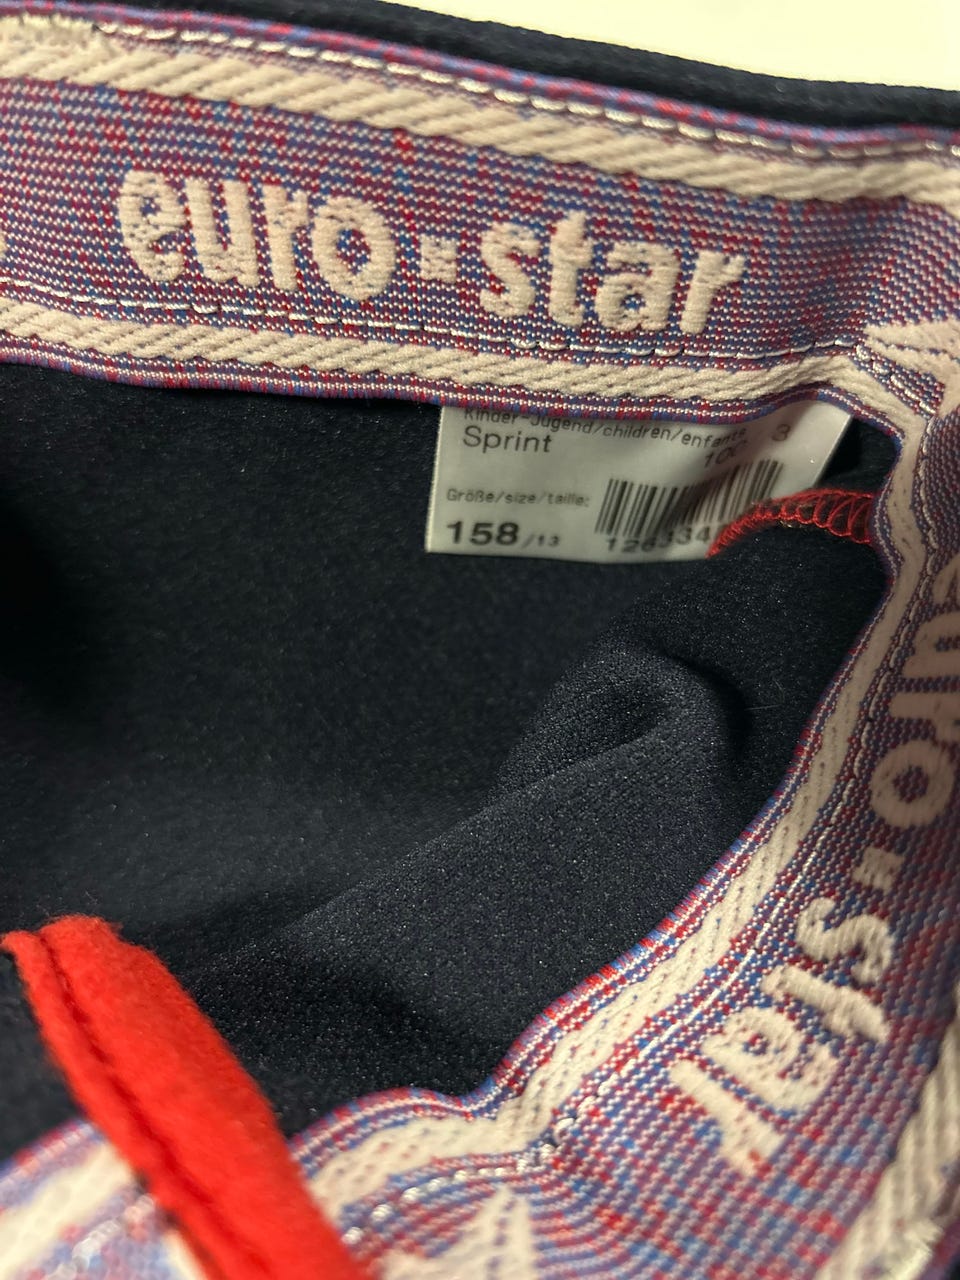 euro-star
Kinder-Jugend/children/enfants 3
Sprint
Größe/size/taille:
158/13
euro-star